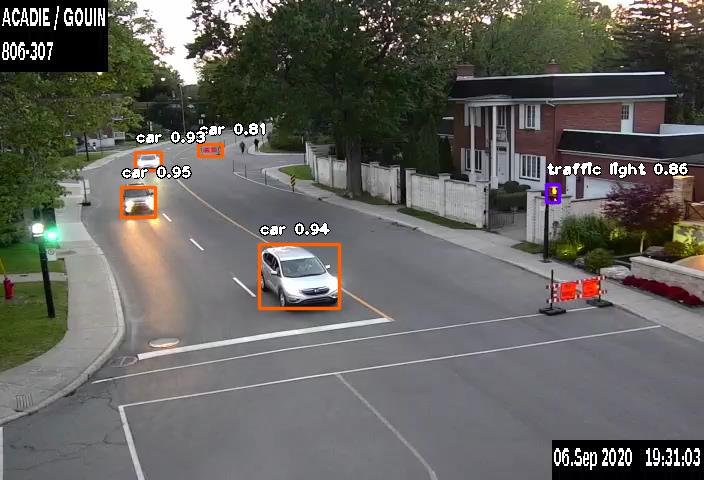 ACADIE / GOUIN
806-307
car 0.93
car 0.81
car 0.95
traffic light 0.86
car 0.94
06.Sep 2020 19:31:03